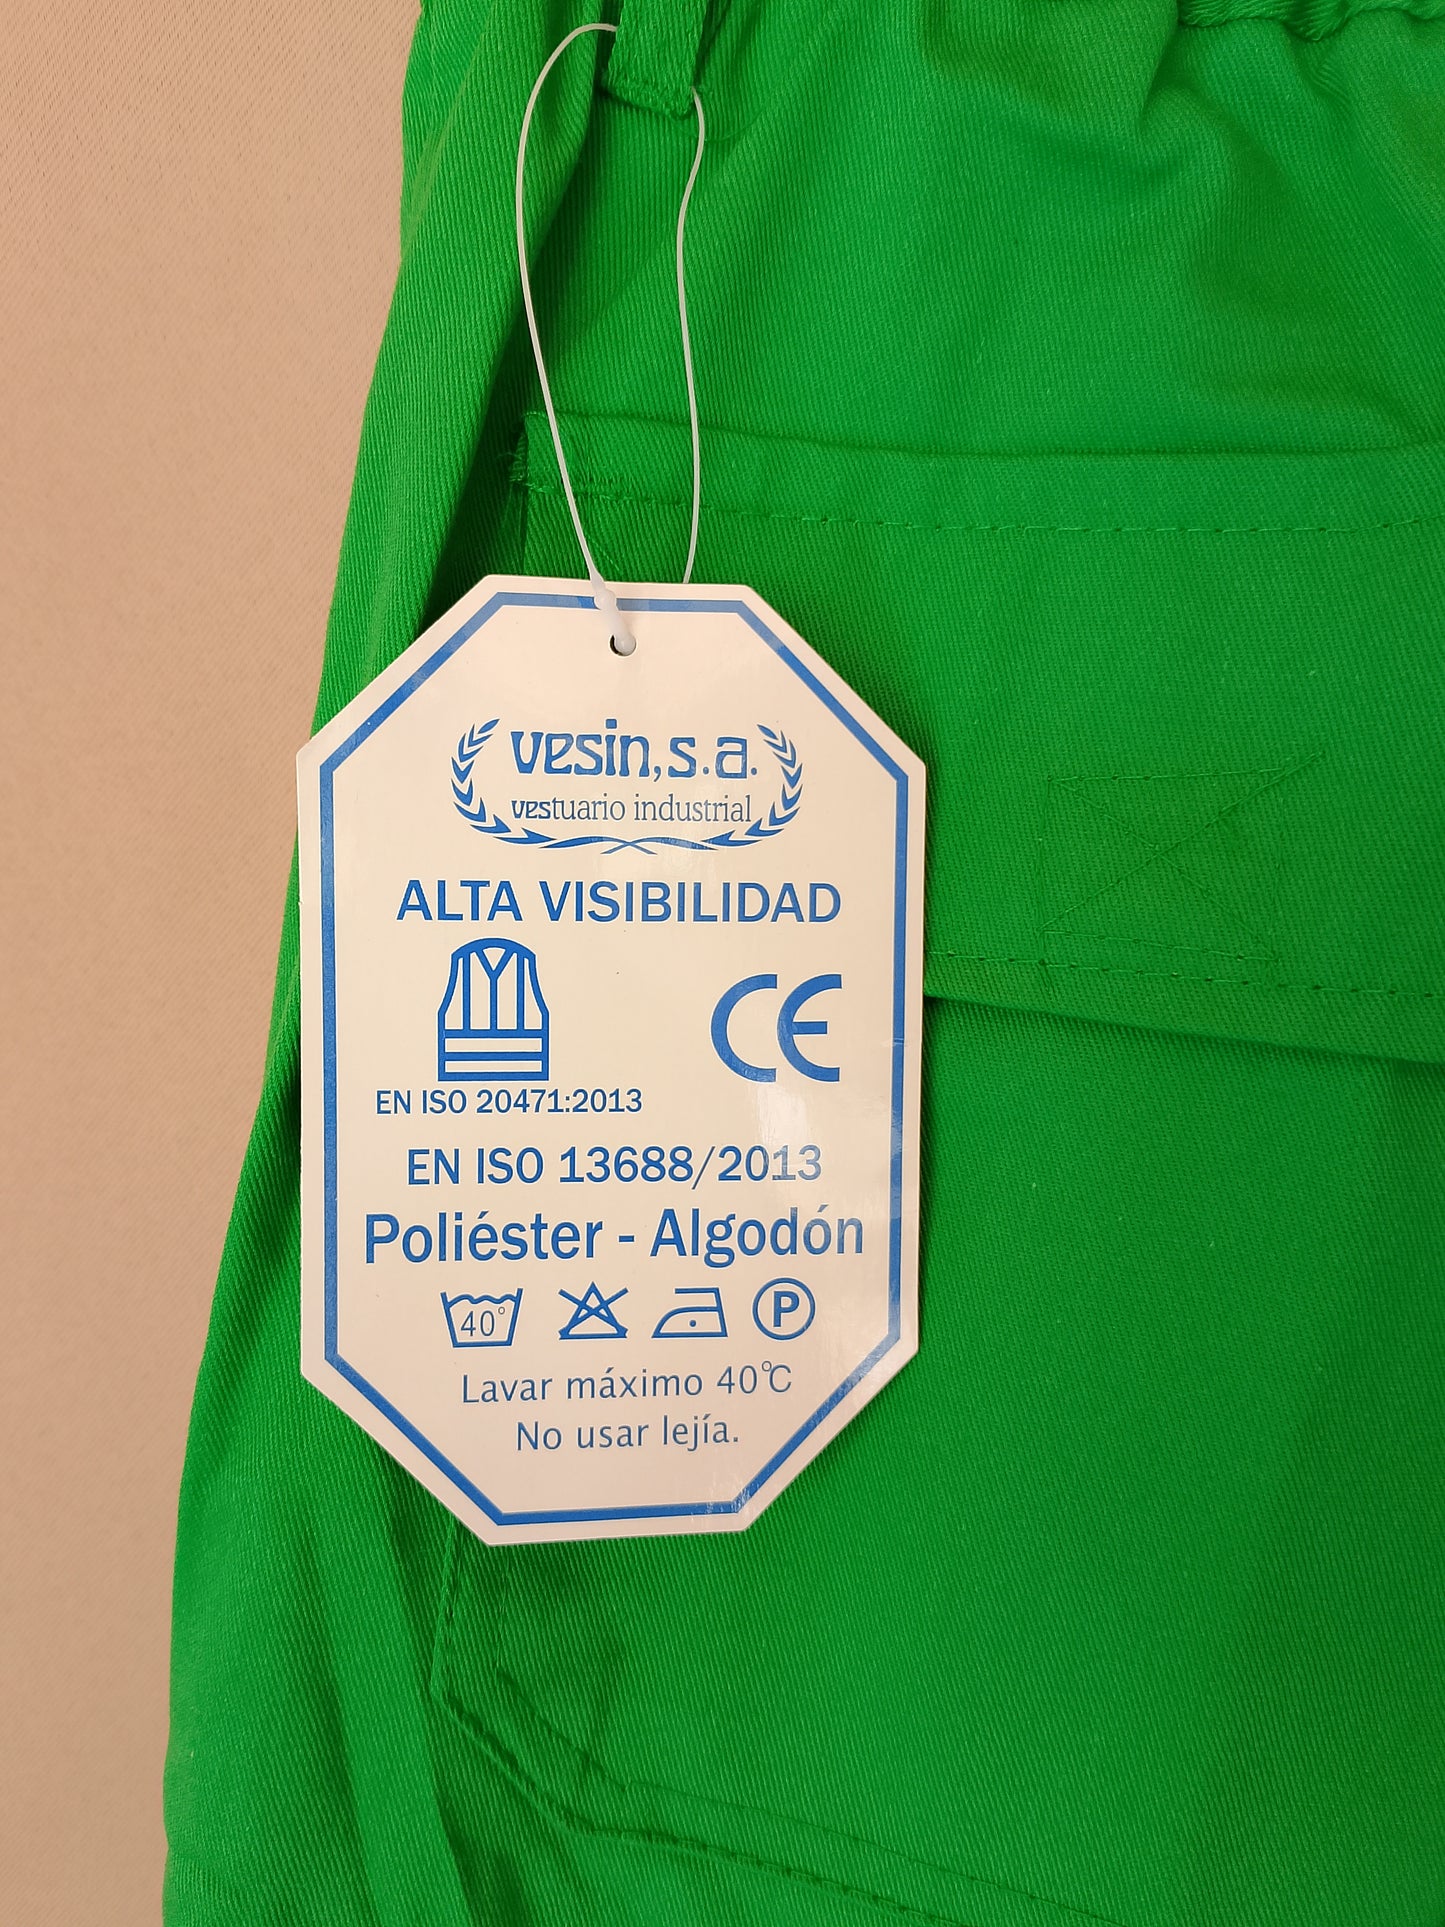 vesin, s.a.
vestuario industrial
ALTA VISIBILIDAD
CE
EN ISO 20471:2013
EN ISO 13688/2013
Poliéster - Algodón
40° P
Lavar máximo 40°C
No usar lejía.